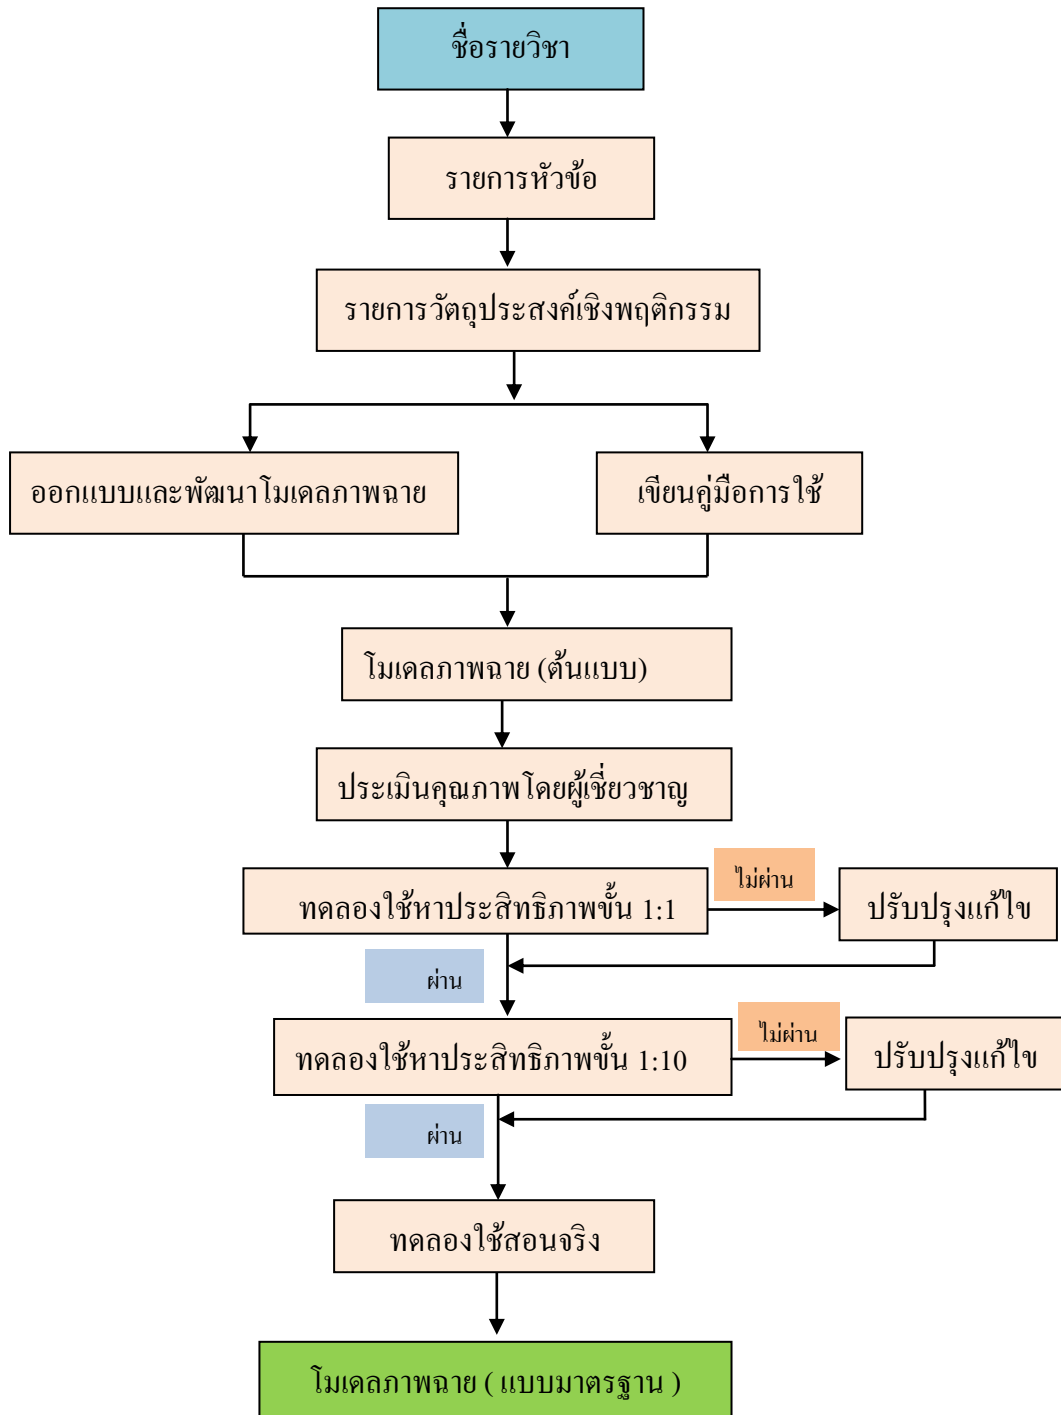 ชื่อรายวิชา
รายการหัวข้อ
รายการวัตถุประสงค์เชิงพฤติกรรม
ออกแบบและพัฒนาโมเดลภาพฉาย
เขียนคู่มือการใช้
โมเดลภาพฉาย (ต้นแบบ)
ประเมินคุณภาพโดยผู้เชี่ยวชาญ
ทดลองใช้หาประสิทธิภาพขั้น 1:1
ไม่ผ่าน
ปรับปรุงแก้ไข
ผ่าน
ทดลองใช้หาประสิทธิภาพขั้น 1:10
ไม่ผ่าน
ปรับปรุงแก้ไข
ผ่าน
ทดลองใช้สอนจริง
โมเดลภาพฉาย ( แบบมาตรฐาน )